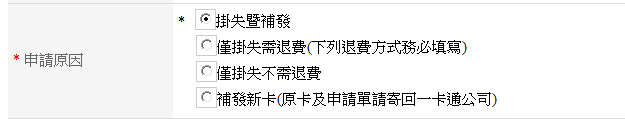 * 申請原因
* 掛失暨補發
僅掛失需退費(下列退費方式務必填寫)
僅掛失不需退費
補發新卡(原卡及申請單請寄回一卡通公司)